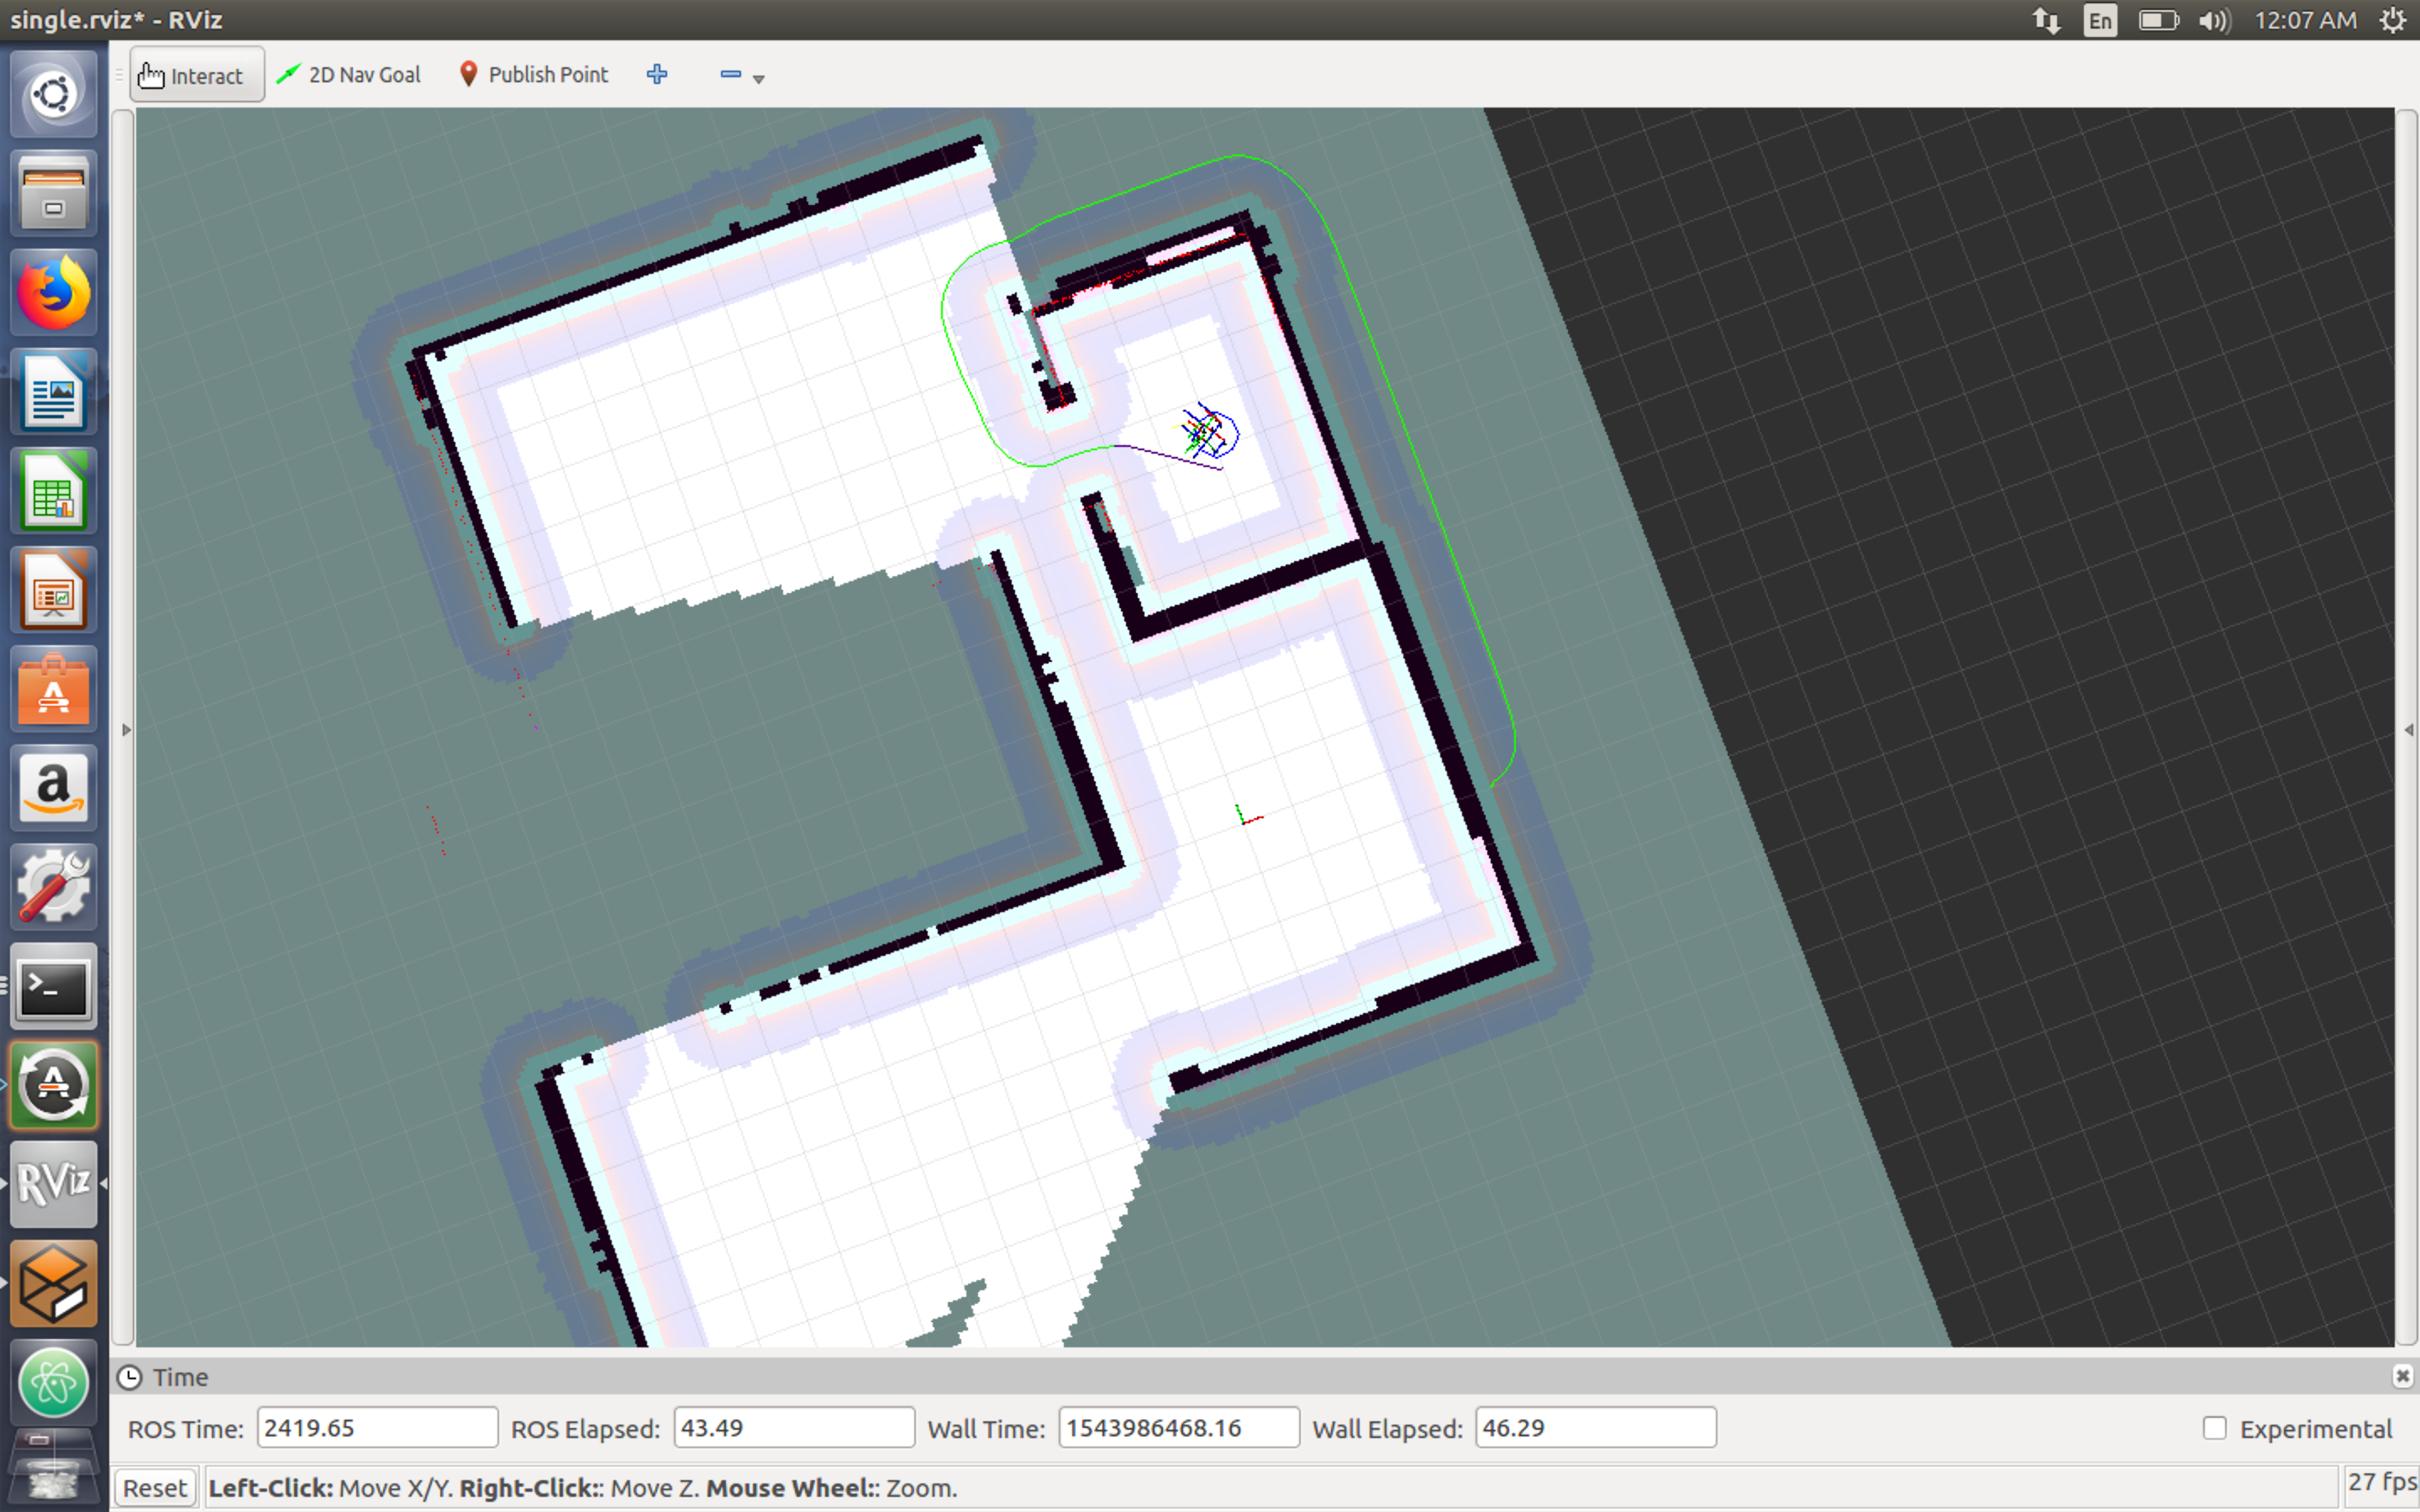 single.rviz* - RViz
En
12:07 AM
Interact
2D Nav Goal
Publish Point
RViz
Time
ROS Time: 2419.65
ROS Elapsed: 43.49
Wall Time: 1543986468.16
Wall Elapsed: 46.29
Experimental
Reset
Left-Click: Move X/Y. Right-Click:: Move Z. Mouse Wheel:: Zoom.
27 fps